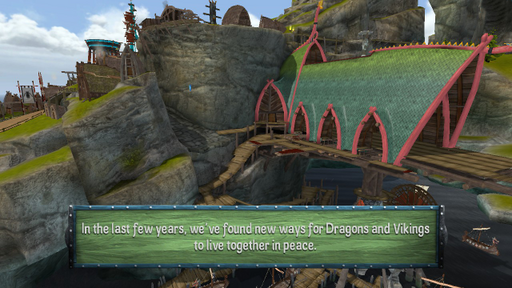 In the last few years, we've found new ways for Dragons and Vikings
to live together in peace.